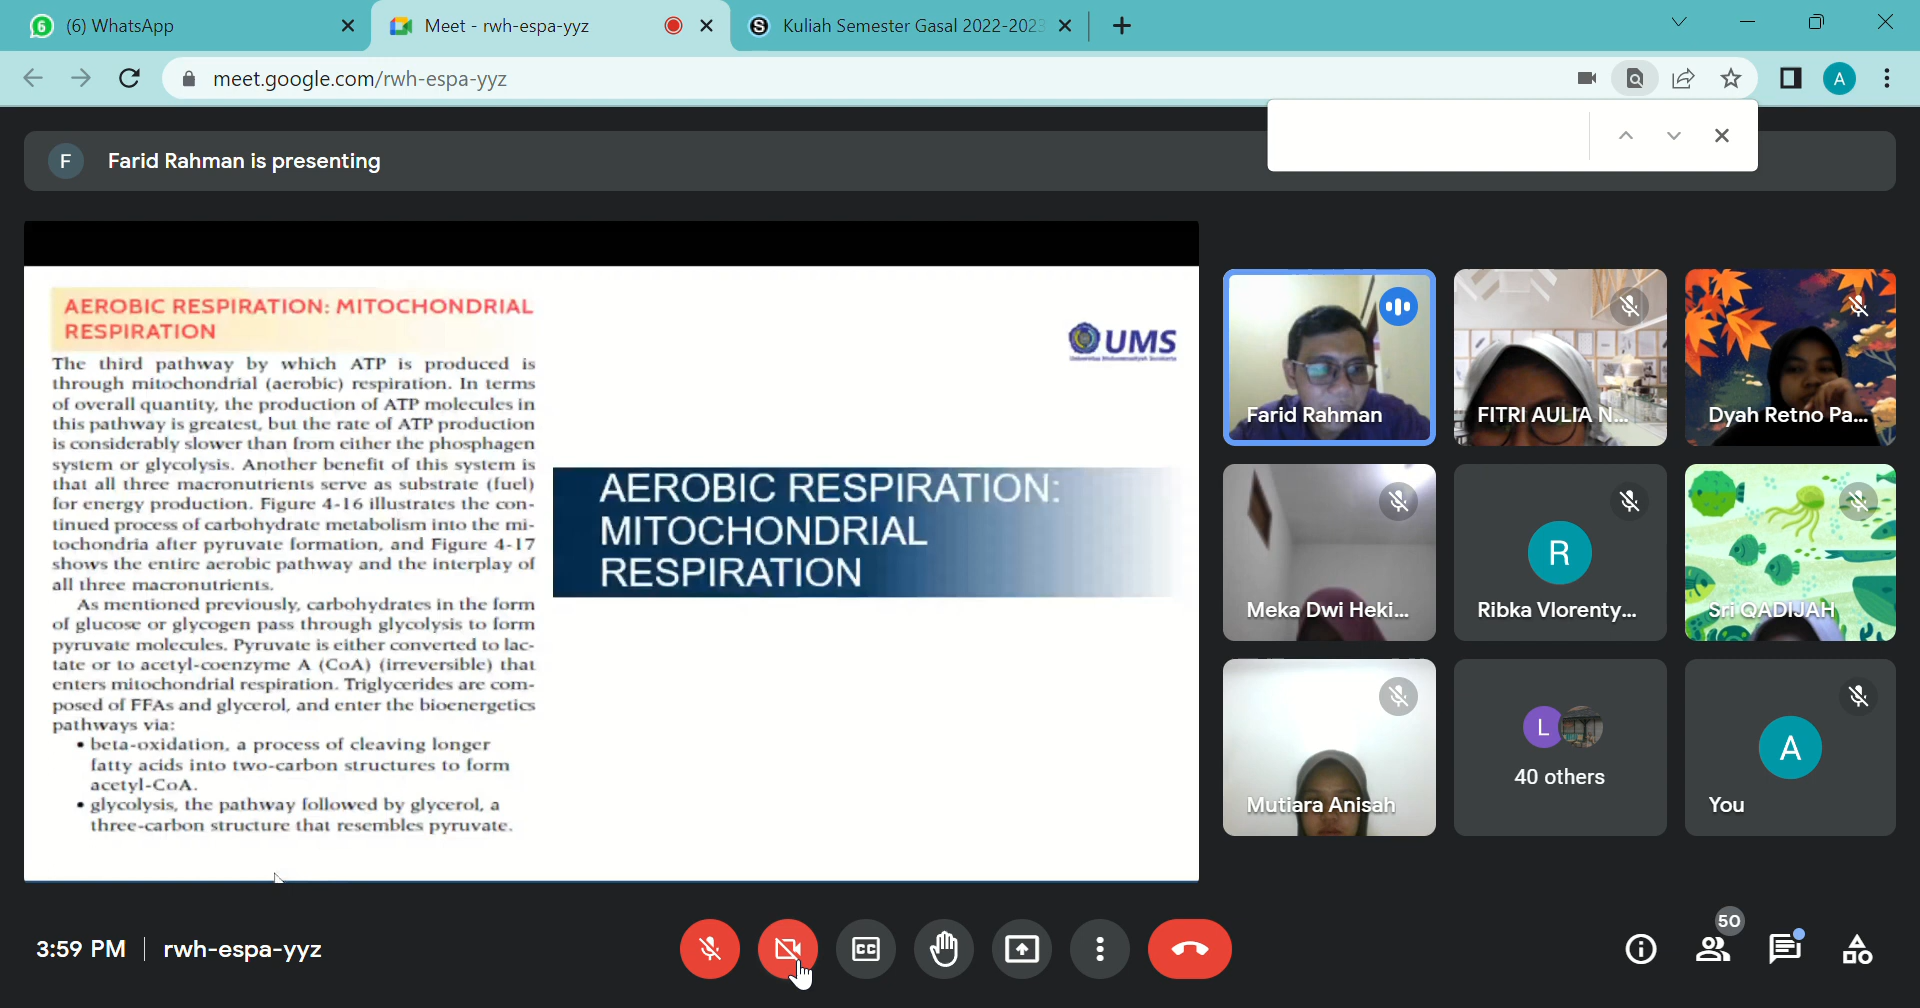 (6) WhatsApp
Meet - rwh-espa-yyz
Kuliah Semester Gasal 2022-2023
meet.google.com/rwh-espa-yyz
A
F
Farid Rahman is presenting
AEROBIC RESPIRATION: MITOCHONDRIAL
RESPIRATION
The third pathway by which ATP is produced is
through mitochondrial (aerobic) respiration. In terms
of overall quantity, the production of ATP molecules in
this pathway is greatest, but the rate of ATP production
is considerably slower than from either the phosphagen
system or glycolysis. Another benefit of this system is
that all three macronutrients serve as substrate (fuel)
for energy production. Figure 4-16 illustrates the con-
tinued process of carbohydrate metabolism into the mi-
tochondria after pyruvate formation, and Figure 4-17
shows the entire aerobic pathway and the interplay of
all three macronutrients.
As mentioned previously, carbohydrates in the form
of glucose or glycogen pass through glycolysis to form
pyruvate molecules. Pyruvate is either converted to lac-
tate or to acetyl-coenzyme A (CoA) (irreversible) that
enters mitochondrial respiration. Triglycerides are com-
posed of FFAs and glycerol, and enter the bioenergetics
pathways via:
• beta-oxidation, a process of cleaving longer
fatty acids into two-carbon structures to form
acetyl-CoA.
• glycolysis, the pathway followed by glycerol, a
three-carbon structure that resembles pyruvate.
UMS
AEROBIC RESPIRATION:
MITOCHONDRIAL
RESPIRATION
Farid Rahman
FITRI AULIA N...
Dyah Retno Pa...
Meka Dwi Heki...
R
Ribka Vlorenty...
Sri QADIJAH
Mutiara Anisah
L
40 others
A
You
3:59 PM
rwh-espa-yyz
CC
50